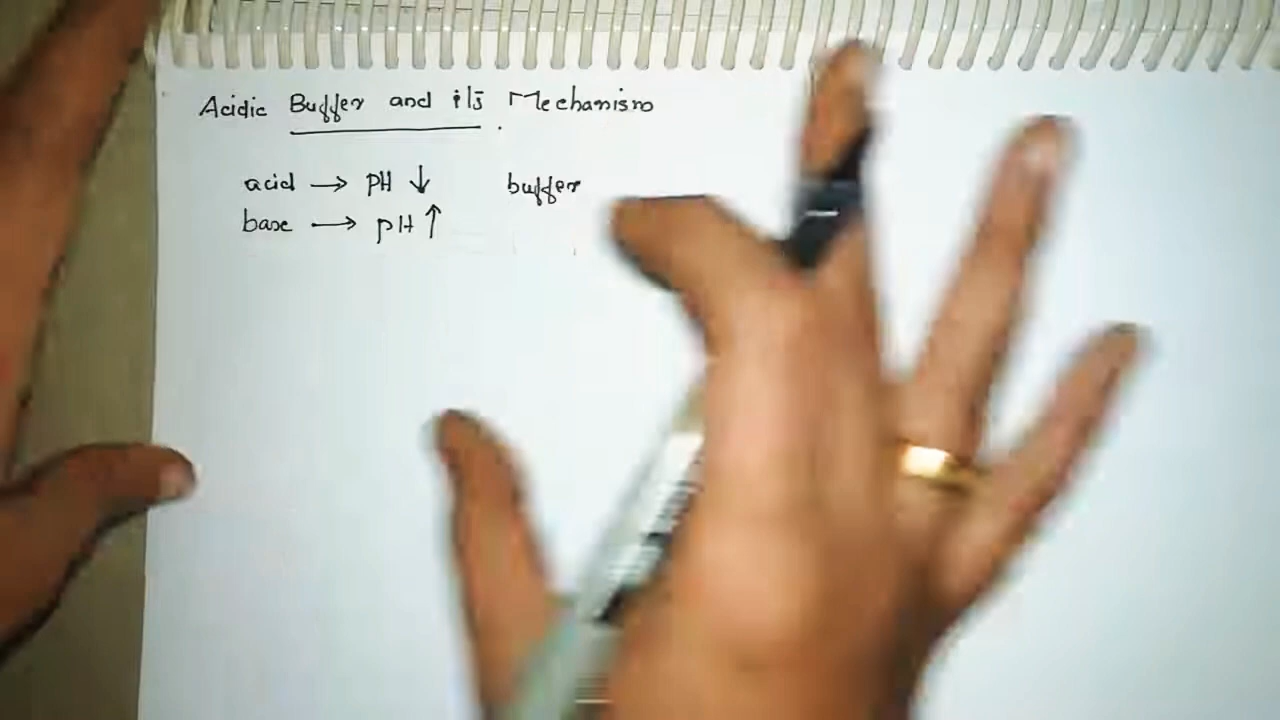 Acidic Buffer and its Mechanism
acid → pH ↓ buffer
base → pH ↑